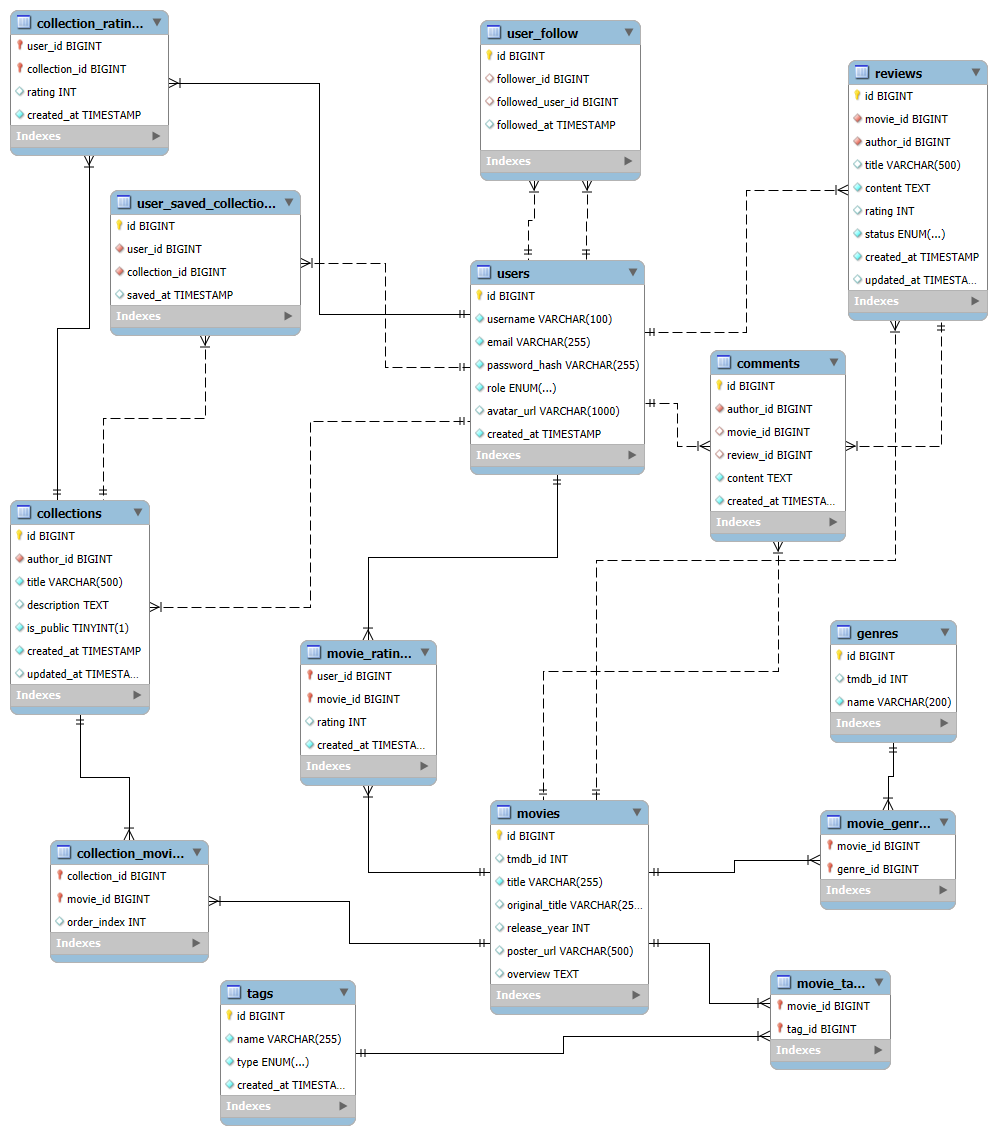 collection_ratin...
user_id BIGINT
collection_id BIGINT
rating INT
created_at TIMESTAMP
Indexes
user_follow
id BIGINT
follower_id BIGINT
followed_user_id BIGINT
followed_at TIMESTAMP
Indexes
reviews
id BIGINT
movie_id BIGINT
author_id BIGINT
title VARCHAR(500)
content TEXT
rating INT
status ENUM(...)
created_at TIMESTAMP
updated_at TIMESTA...
Indexes
user_saved_collectio...
id BIGINT
user_id BIGINT
collection_id BIGINT
saved_at TIMESTAMP
Indexes
users
id BIGINT
username VARCHAR(100)
email VARCHAR(255)
password_hash VARCHAR(255)
role ENUM(...)
avatar_url VARCHAR(1000)
created_at TIMESTAMP
Indexes
comments
id BIGINT
author_id BIGINT
movie_id BIGINT
review_id BIGINT
content TEXT
created_at TIMESTA...
Indexes
collections
id BIGINT
author_id BIGINT
title VARCHAR(500)
description TEXT
is_public TINYINT(1)
created_at TIMESTAMP
updated_at TIMESTA...
Indexes
movie_ratin...
user_id BIGINT
movie_id BIGINT
rating INT
created_at TIMESTA...
Indexes
genres
id BIGINT
tmdb_id INT
name VARCHAR(200)
Indexes
movies
id BIGINT
tmdb_id INT
title VARCHAR(255)
original_title VARCHAR(25...
release_year INT
poster_url VARCHAR(500)
overview TEXT
Indexes
movie_genr...
movie_id BIGINT
genre_id BIGINT
Indexes
collection_movi...
collection_id BIGINT
movie_id BIGINT
order_index INT
Indexes
tags
id BIGINT
name VARCHAR(255)
type ENUM(...)
created_at TIMESTA...
Indexes
movie_ta...
movie_id BIGINT
tag_id BIGINT
Indexes